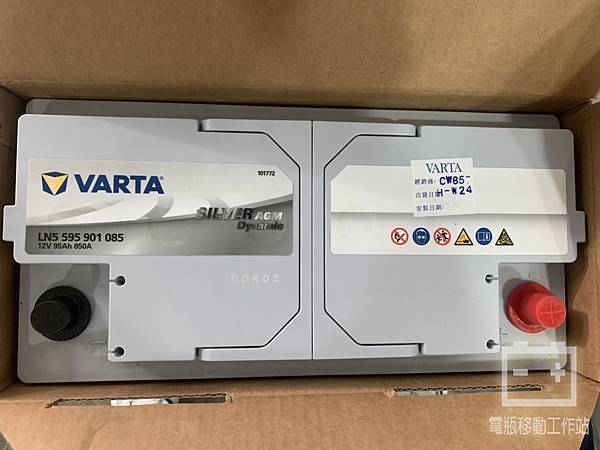 101772
VARTA
SILVER AGM
Dynamic
LN5 595 901 085
12V 95Ah 850A
VARTA
經銷商: CW85-
出貨日期: H-W24
安裝日期:
電瓶移動工作站